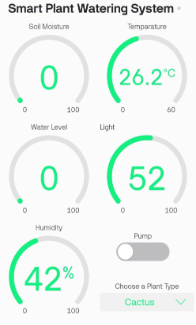 Smart Plant Watering System
Soil Moisture
Temparature
0
26.2°C
0 100
0 60
Water Level
Light
0
52
0 100
0 100
Humidity
42%
0 100
Pump
Choose a Plant Type
Cactus